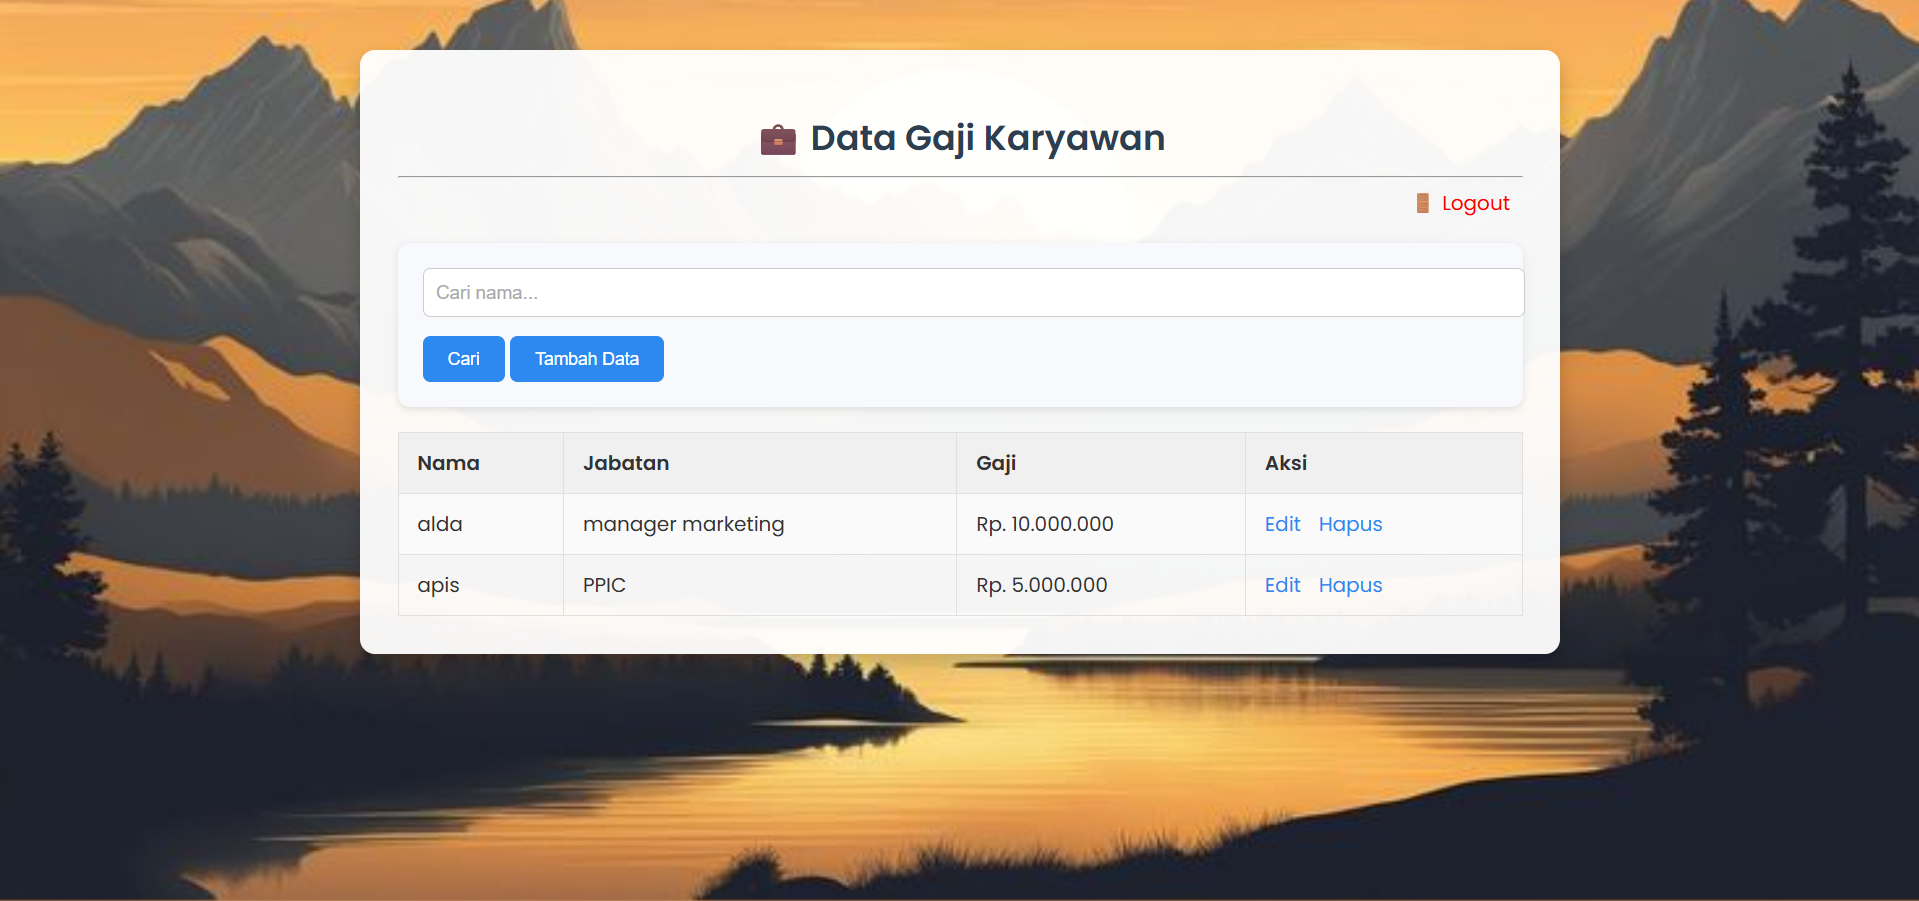 💼 Data Gaji Karyawan
🚪 Logout
Cari nama...
Cari Tambah Data
Nama Jabatan Gaji Aksi
alda manager marketing Rp. 10.000.000 Edit Hapus
apis PPIC Rp. 5.000.000 Edit Hapus